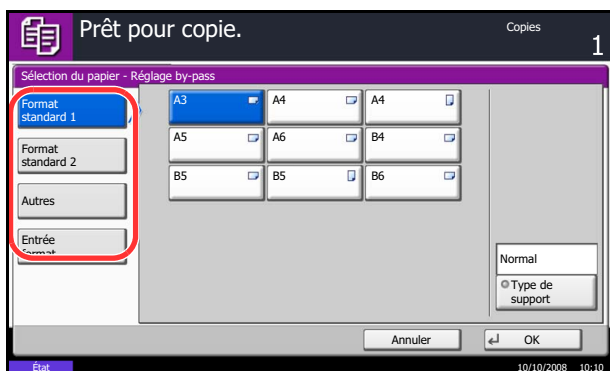 Prêt pour copie.
Copies
1
Sélection du papier - Réglage by-pass
Format
standard 1
A3
A4
A4
Format
standard 2
A5
A6
B4
Autres
B5
B5
B6
Entrée
format
Normal
Type de
support
Annuler
OK
État
10/10/2008 10:10